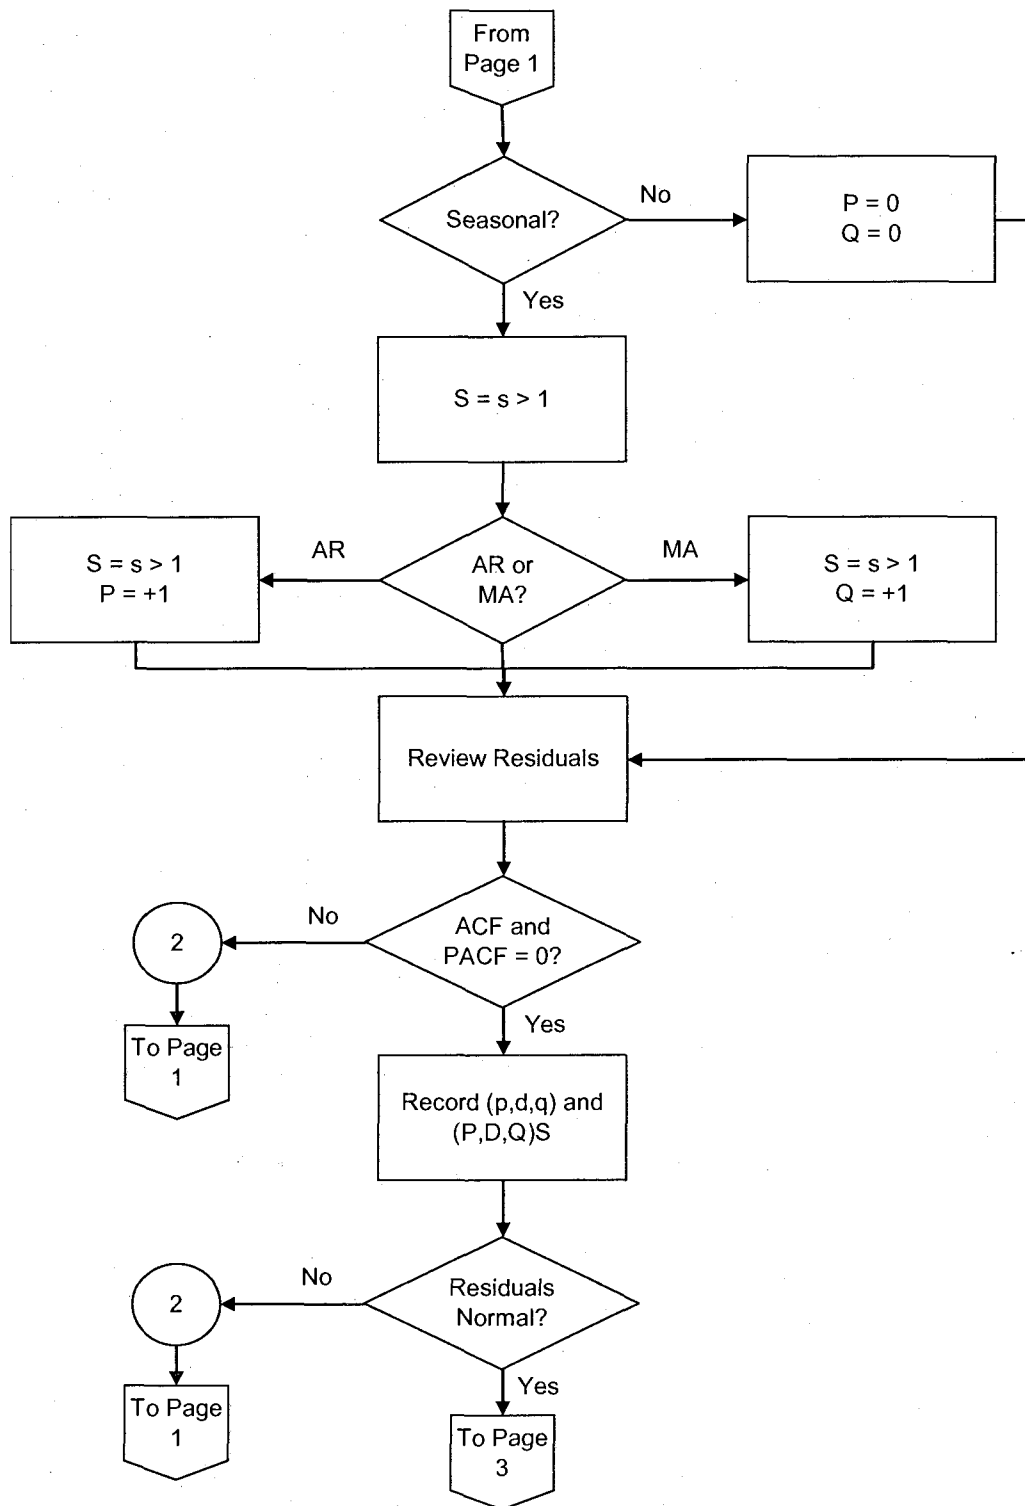 From
Page 1
Seasonal?
No
P = 0
Q = 0
Yes
S = s > 1
AR
AR or
MA?
MA
S = s > 1
P = +1
S = s > 1
Q = +1
Review Residuals
No
ACF and
PACF = 0?
2
Yes
To Page
1
Record (p,d,q) and
(P,D,Q)S
No
Residuals
Normal?
2
Yes
To Page
1
To Page
3